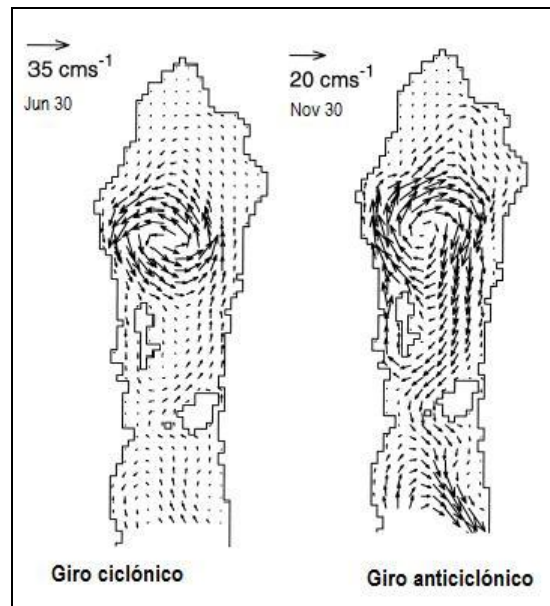 35 cms-1
Jun 30
20 cms-1
Nov 30
Giro ciclónico
Giro anticiclónico